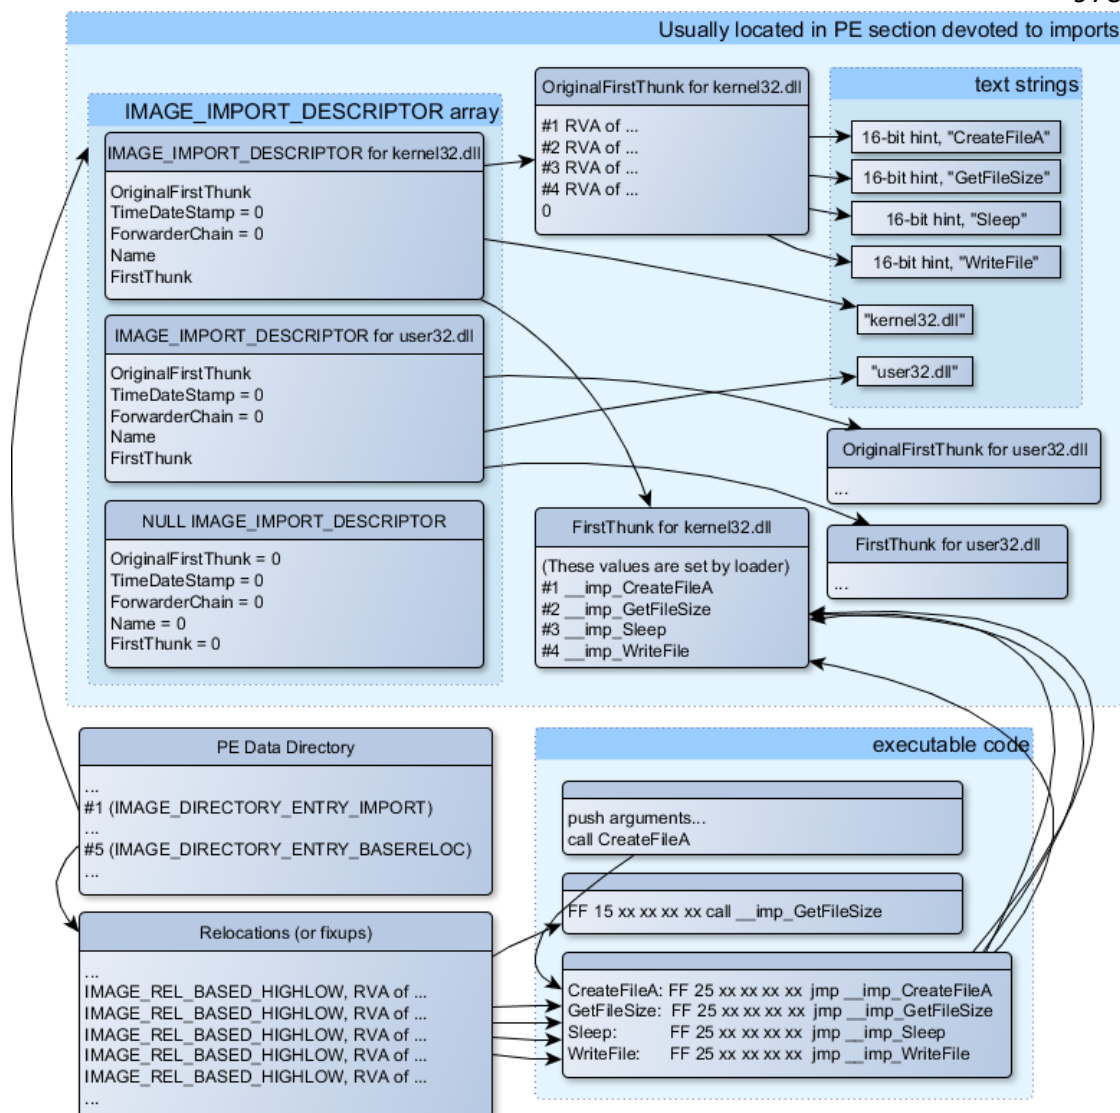 Usually located in PE section devoted to imports
IMAGE_IMPORT_DESCRIPTOR array
IMAGE_IMPORT_DESCRIPTOR for kernel32.dll
OriginalFirstThunk
TimeDateStamp = 0
ForwarderChain = 0
Name
FirstThunk
IMAGE_IMPORT_DESCRIPTOR for user32.dll
OriginalFirstThunk
TimeDateStamp = 0
ForwarderChain = 0
Name
FirstThunk
NULL IMAGE_IMPORT_DESCRIPTOR
OriginalFirstThunk = 0
TimeDateStamp = 0
ForwarderChain = 0
Name = 0
FirstThunk = 0
OriginalFirstThunk for kernel32.dll
#1 RVA of ...
#2 RVA of ...
#3 RVA of ...
#4 RVA of ...
0
text strings
16-bit hint, "CreateFileA"
16-bit hint, "GetFileSize"
16-bit hint, "Sleep"
16-bit hint, "WriteFile"
"kernel32.dll"
"user32.dll"
OriginalFirstThunk for user32.dll
...
FirstThunk for kernel32.dll
(These values are set by loader)
#1 __imp_CreateFileA
#2 __imp_GetFileSize
#3 __imp_Sleep
#4 __imp_WriteFile
FirstThunk for user32.dll
...
PE Data Directory
...
#1 (IMAGE_DIRECTORY_ENTRY_IMPORT)
...
#5 (IMAGE_DIRECTORY_ENTRY_BASERELOC)
...
Relocations (or fixups)
...
IMAGE_REL_BASED_HIGHLOW, RVA of ...
IMAGE_REL_BASED_HIGHLOW, RVA of ...
IMAGE_REL_BASED_HIGHLOW, RVA of ...
IMAGE_REL_BASED_HIGHLOW, RVA of ...
IMAGE_REL_BASED_HIGHLOW, RVA of ...
...
executable code
push arguments...
call CreateFileA
FF 15 xx xx xx xx call __imp_GetFileSize
CreateFileA: FF 25 xx xx xx xx jmp __imp_CreateFileA
GetFileSize: FF 25 xx xx xx xx jmp __imp_GetFileSize
Sleep: FF 25 xx xx xx xx jmp __imp_Sleep
WriteFile: FF 25 xx xx xx xx jmp __imp_WriteFile